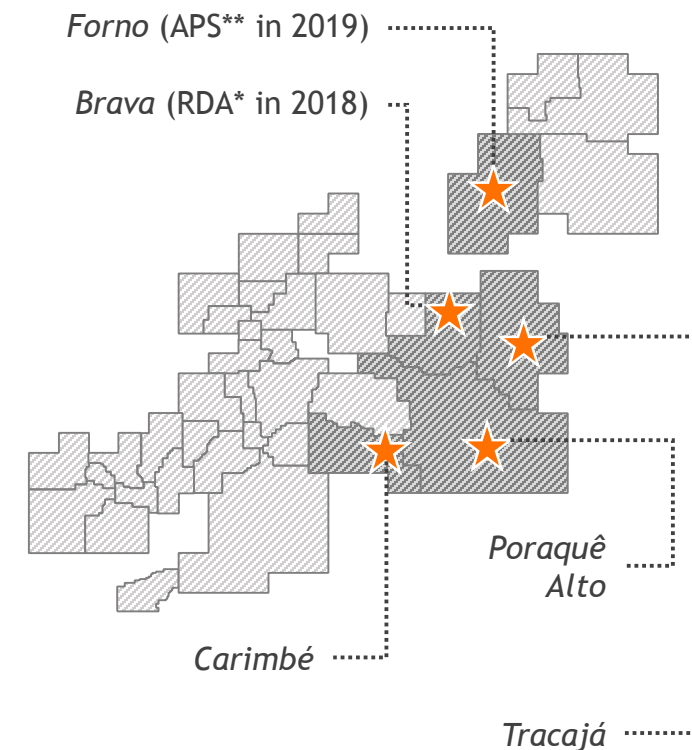 Forno (APS** in 2019)
Brava (RDA* in 2018)
Poraquê
Alto
Carimbé
Tracajá